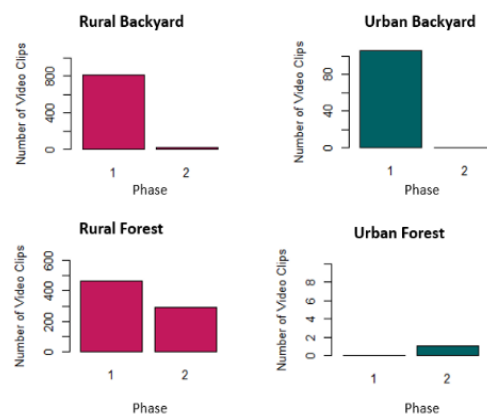 Rural Backyard
Number of Video Clips
0 400 800
1 2
Phase
Urban Backyard
Number of Video Clips
0 40 80
1 2
Phase
Rural Forest
Number of Video Clips
0 200 400 600
1 2
Phase
Urban Forest
Number of Video Clips
0 2 4 6 8
1 2
Phase